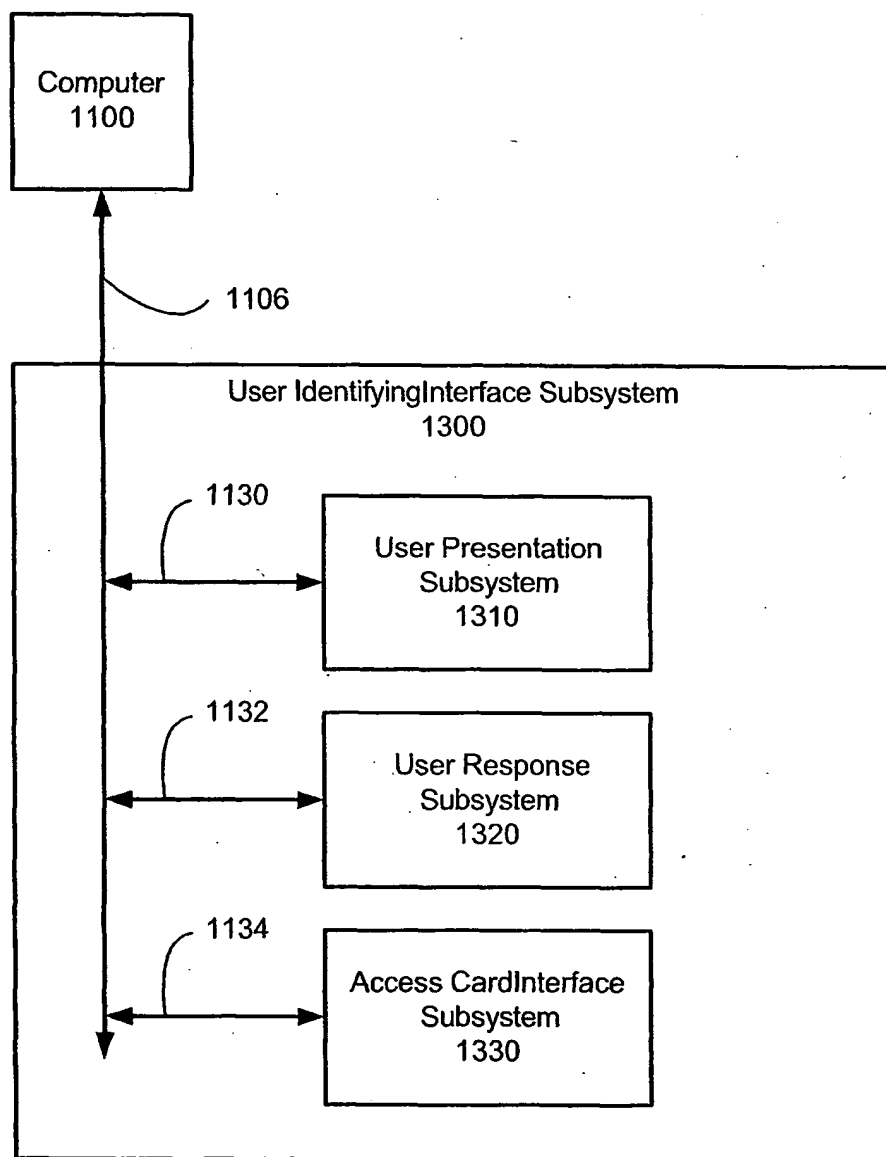 Computer
1100
1106
User IdentifyingInterface Subsystem
1300
1130
User Presentation
Subsystem
1310
1132
User Response
Subsystem
1320
1134
Access CardInterface
Subsystem
1330